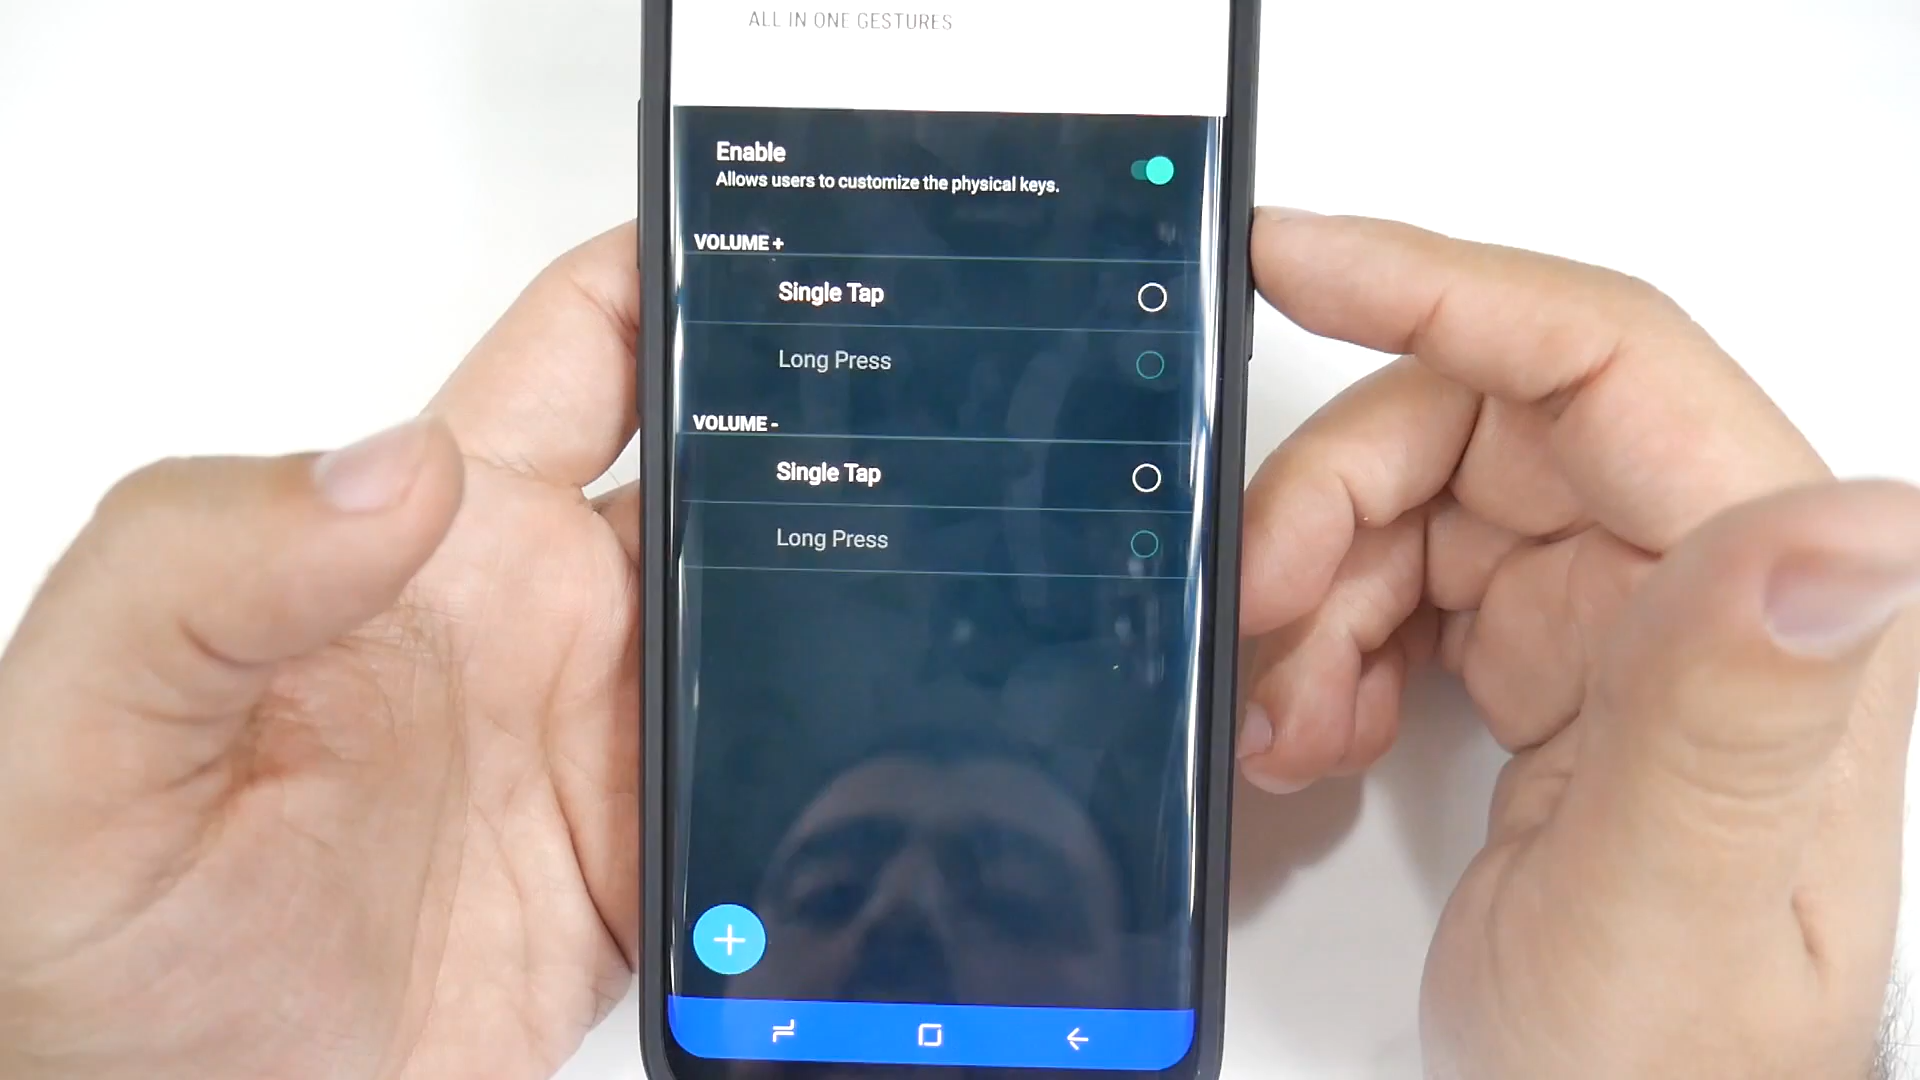 ALL IN ONE GESTURES
Enable
Allows users to customize the physical keys.
VOLUME +
Single Tap
Long Press
VOLUME -
Single Tap
Long Press